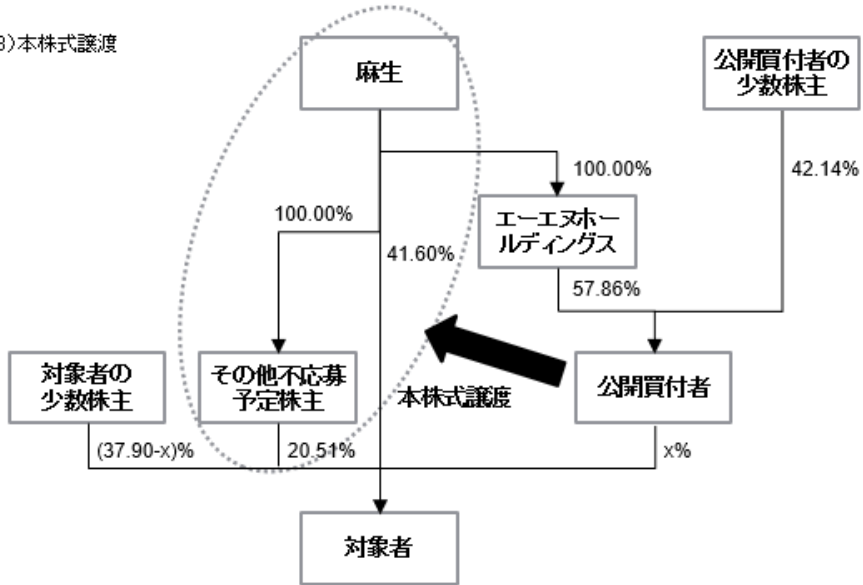 3)本株式譲渡
麻生
公開買付者の
少数株主
100.00%
42.14%
エーエヌホー
ルディングス
100.00%
41.60%
57.86%
対象者の
少数株主
その他不応募
予定株主
本株式譲渡
公開買付者
(37.90-x)%
20.51%
x%
対象者